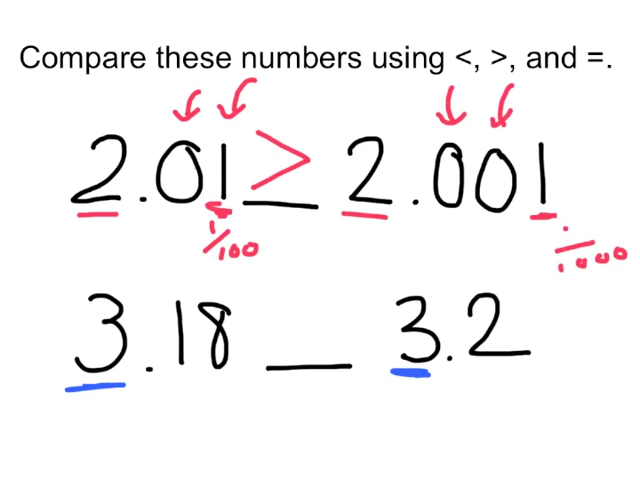 Compare these numbers using <, >, and =.
2.01 > 2.001
1/100 1/1000
3.18 __ 3.2